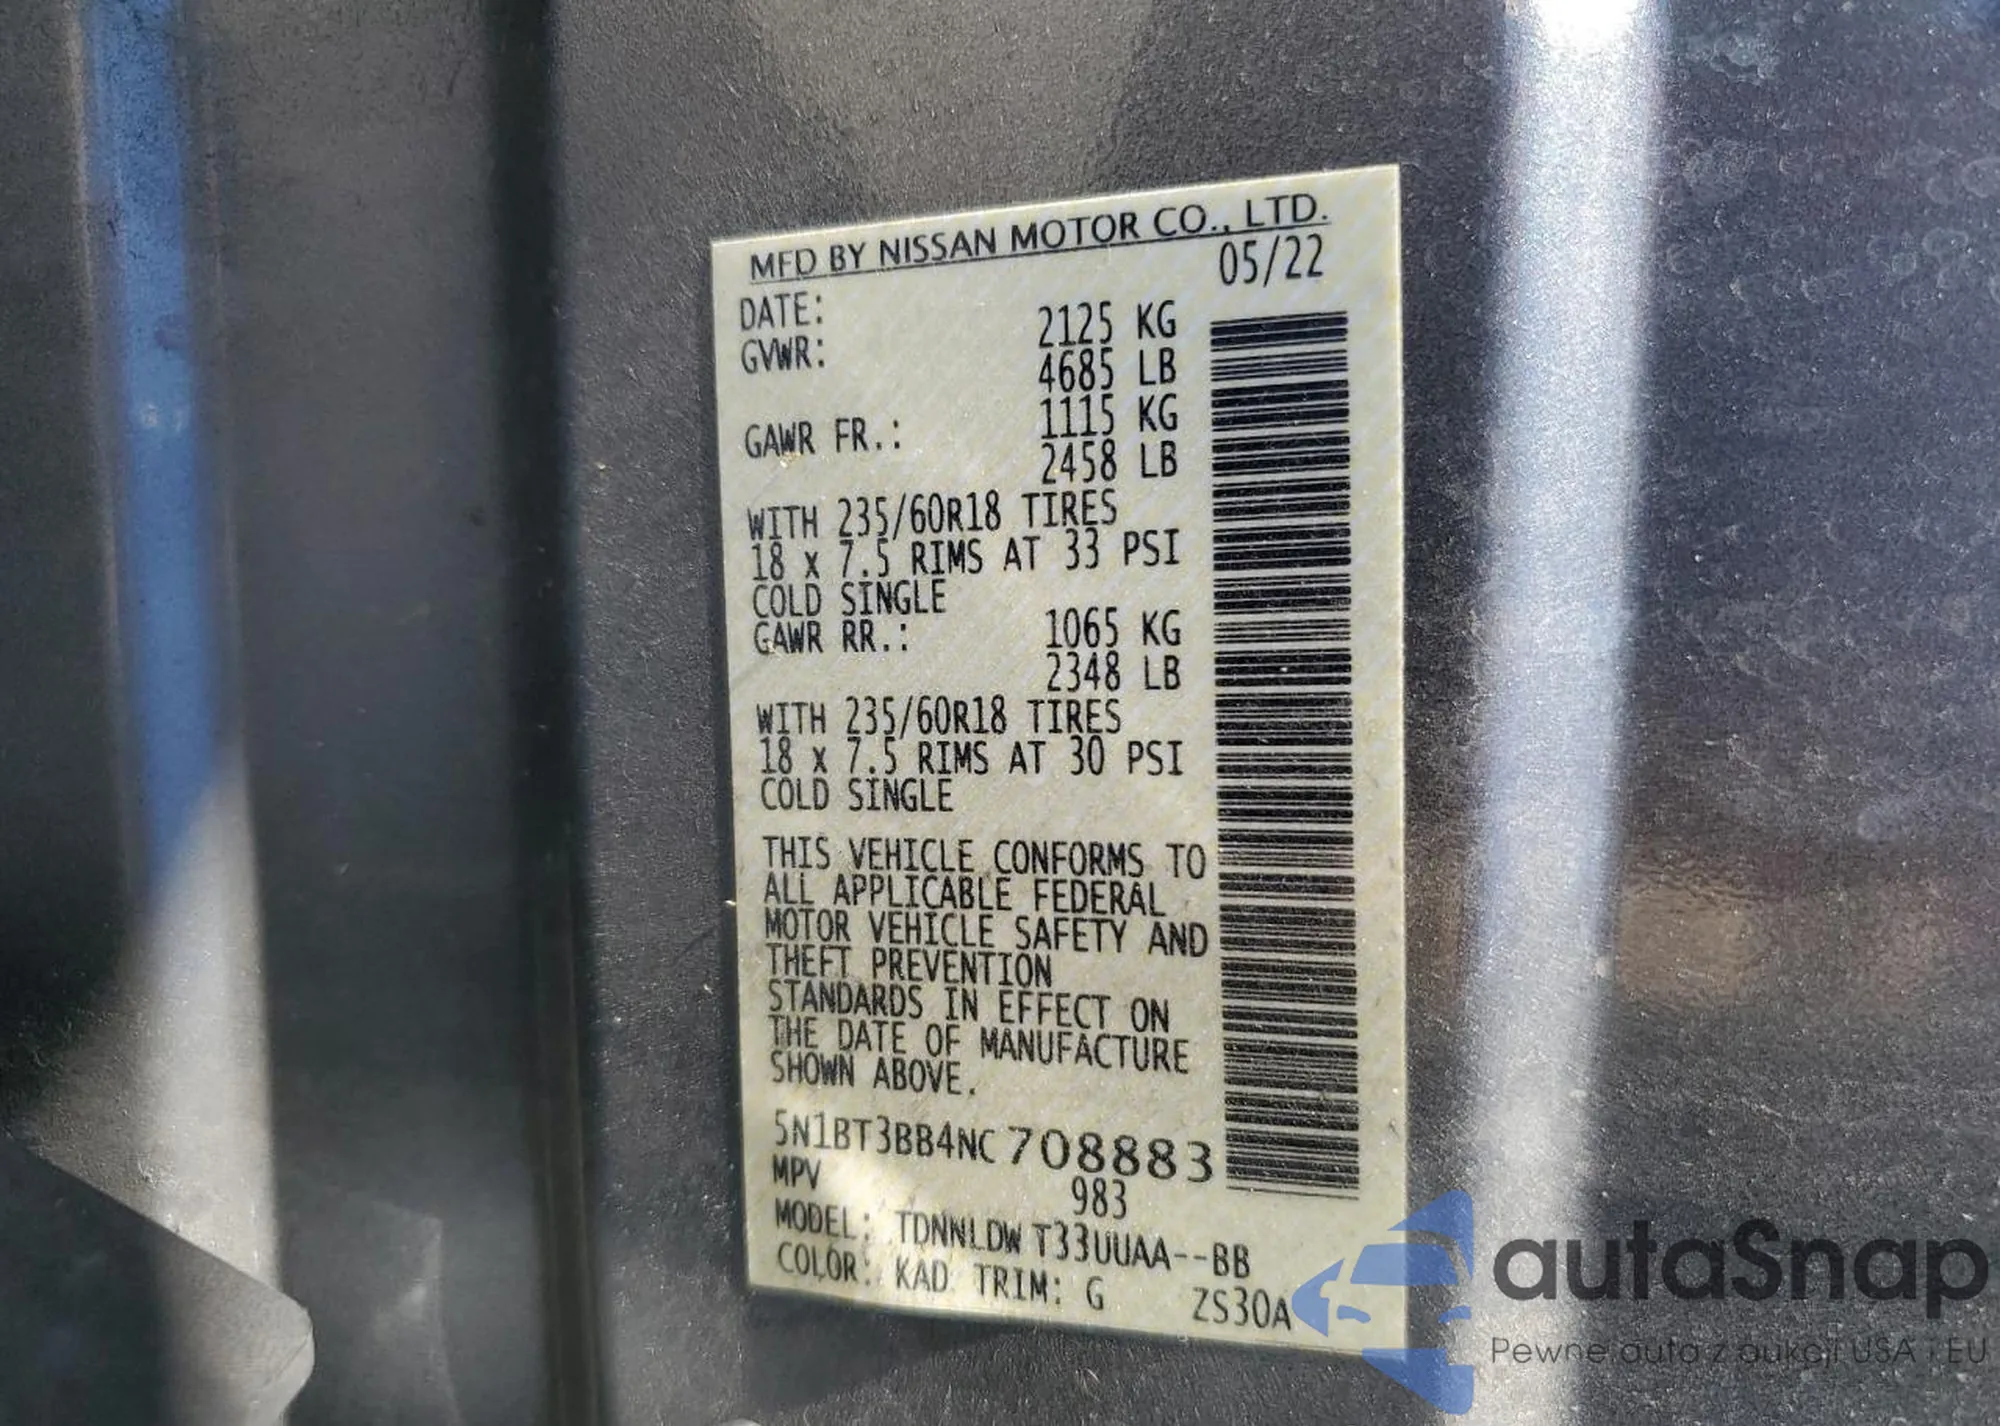 MFD BY NISSAN MOTOR CO., LTD.
DATE: 05/22
GVWR: 2125 KG
4685 LB
GAWR FR.: 1115 KG
2458 LB
WITH 235/60R18 TIRES
18 x 7.5 RIMS AT 33 PSI
COLD SINGLE
GAWR RR.: 1065 KG
2348 LB
WITH 235/60R18 TIRES
18 x 7.5 RIMS AT 30 PSI
COLD SINGLE
THIS VEHICLE CONFORMS TO
ALL APPLICABLE FEDERAL
MOTOR VEHICLE SAFETY AND
THEFT PREVENTION
STANDARDS IN EFFECT ON
THE DATE OF MANUFACTURE
SHOWN ABOVE.
5N1BT3BB4NC708883
MPV 983
MODEL: TDNNLDW T33UUAA--BB
COLOR: KAD TRIM: G ZS30A
autaSnap
Pewne auta z aukcji USA i EU